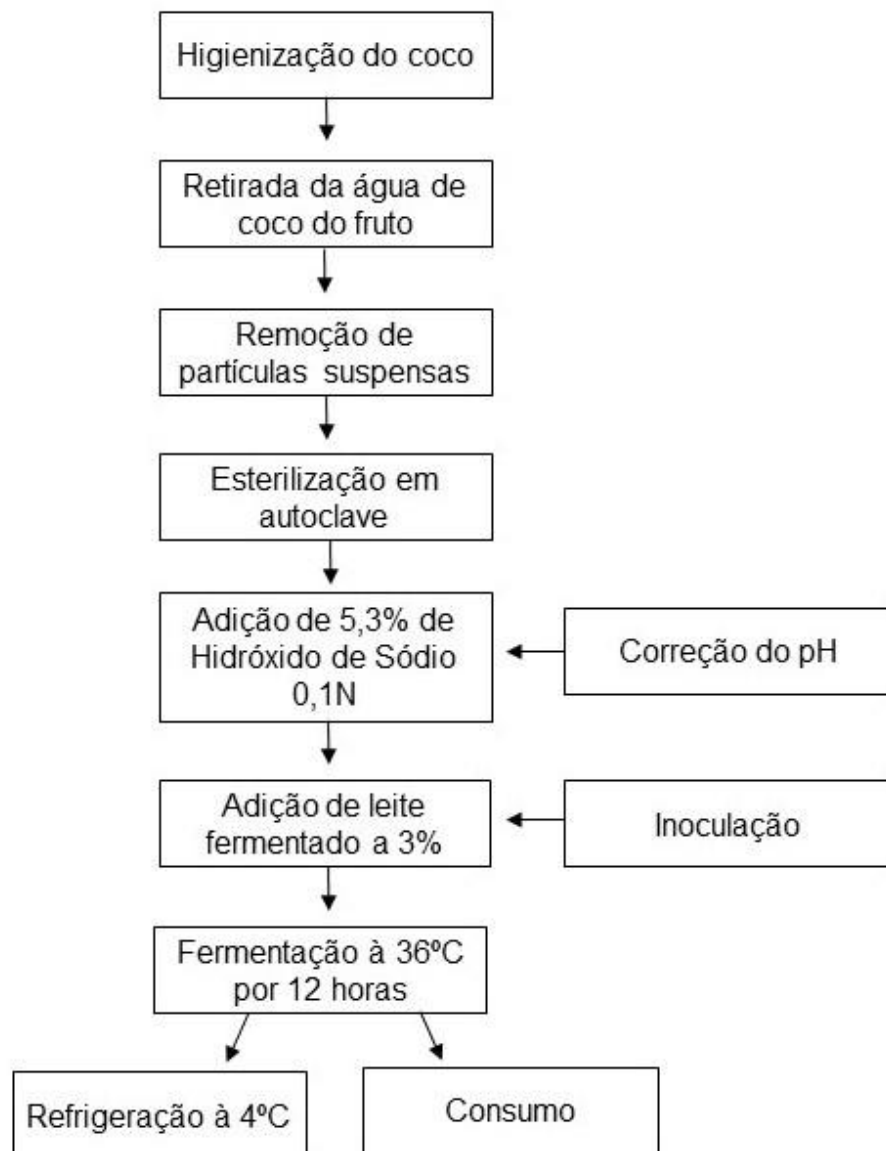 Higienização do coco
Retirada da água de
coco do fruto
Remoção de
partículas suspensas
Esterilização em
autoclave
Adição de 5,3% de
Hidróxido de Sódio
0,1N
Correção do pH
Adição de leite
fermentado a 3%
Inoculação
Fermentação à 36ºC
por 12 horas
Refrigeração à 4ºC
Consumo